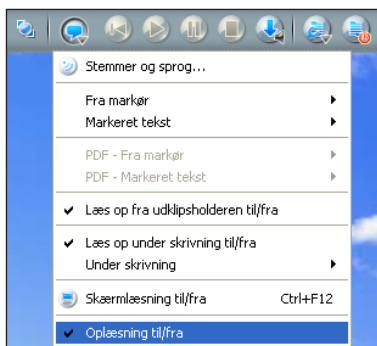 Stemmer og sprog...
Fra markør
Markeret tekst
PDF - Fra markør
PDF - Markeret tekst
Læs op fra udklipsholderen til/fra
Læs op under skrivning til/fra
Under skrivning
Skærmlæsning til/fra Ctrl+F12
Oplæsning til/fra